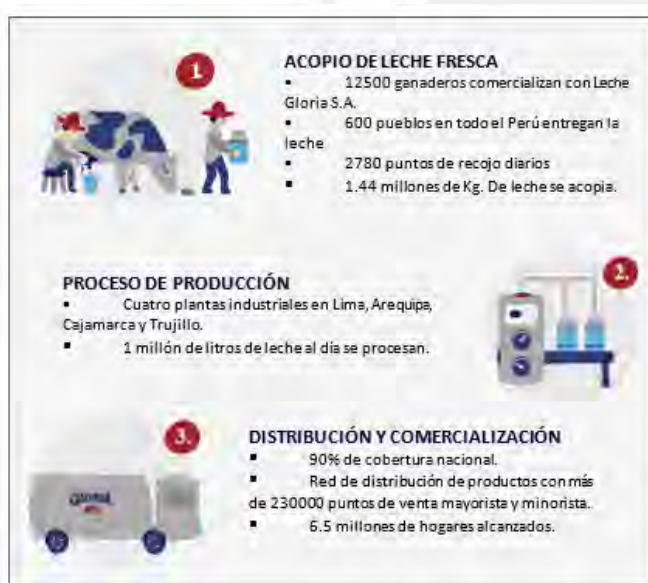 1.
ACOPIO DE LECHE FRESCA
▪ 12500 ganaderos comercializan con Leche
Gloria S.A.
▪ 600 pueblos en todo el Perú entregan la
leche
▪ 2780 puntos de recojo diarios
▪ 1.44 millones de Kg. De leche se acopia.
2.
PROCESO DE PRODUCCIÓN
▪ Cuatro plantas industriales en Lima, Arequipa,
Cajamarca y Trujillo.
▪ 1 millón de litros de leche al día se procesan.
3.
DISTRIBUCIÓN Y COMERCIALIZACIÓN
▪ 90% de cobertura nacional.
▪ Red de distribución de productos con más
de 230000 puntos de venta mayorista y minorista.
▪ 6.5 millones de hogares alcanzados.
Gloria